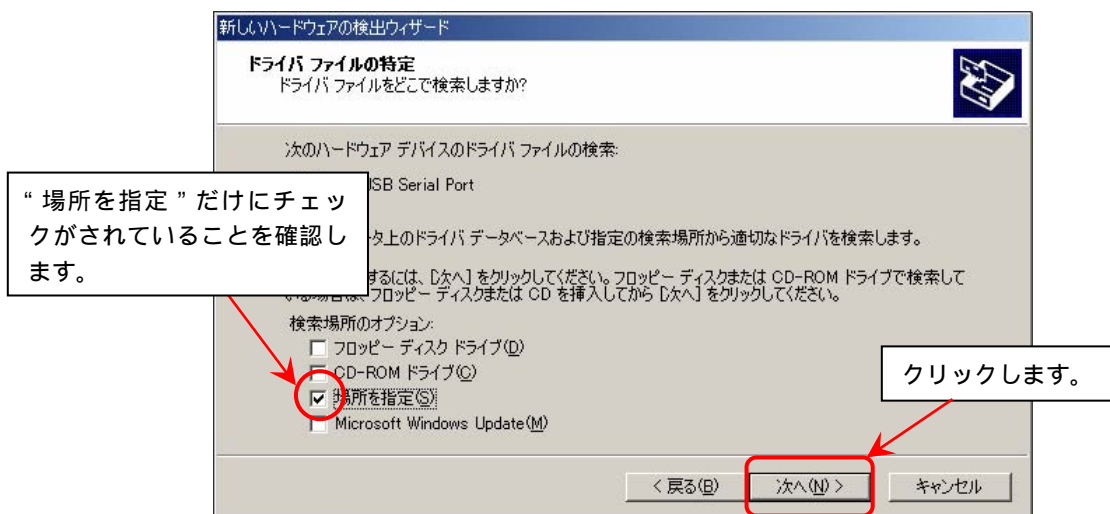 新しいハードウェアの検出ウィザード
ドライバ ファイルの特定
ドライバ ファイルをどこで検索しますか?
次のハードウェア デバイスのドライバ ファイルの検索:
USB Serial Port
“場所を指定”だけにチェッ
クがされていることを確認し
ます。
タ上のドライバ データベースおよび指定の検索場所から適切なドライバを検索します。
するには、[次へ] をクリックしてください。フロッピー ディスクまたは CD-ROM ドライブで検索して
いる場合は、フロッピー ディスクまたは CD を挿入してから [次へ] をクリックしてください。
検索場所のオプション:
フロッピー ディスク ドライブ(D)
CD-ROM ドライブ(C)
場所を指定(S)
Microsoft Windows Update(M)
クリックします。
< 戻る(B) 次へ(N) > キャンセル